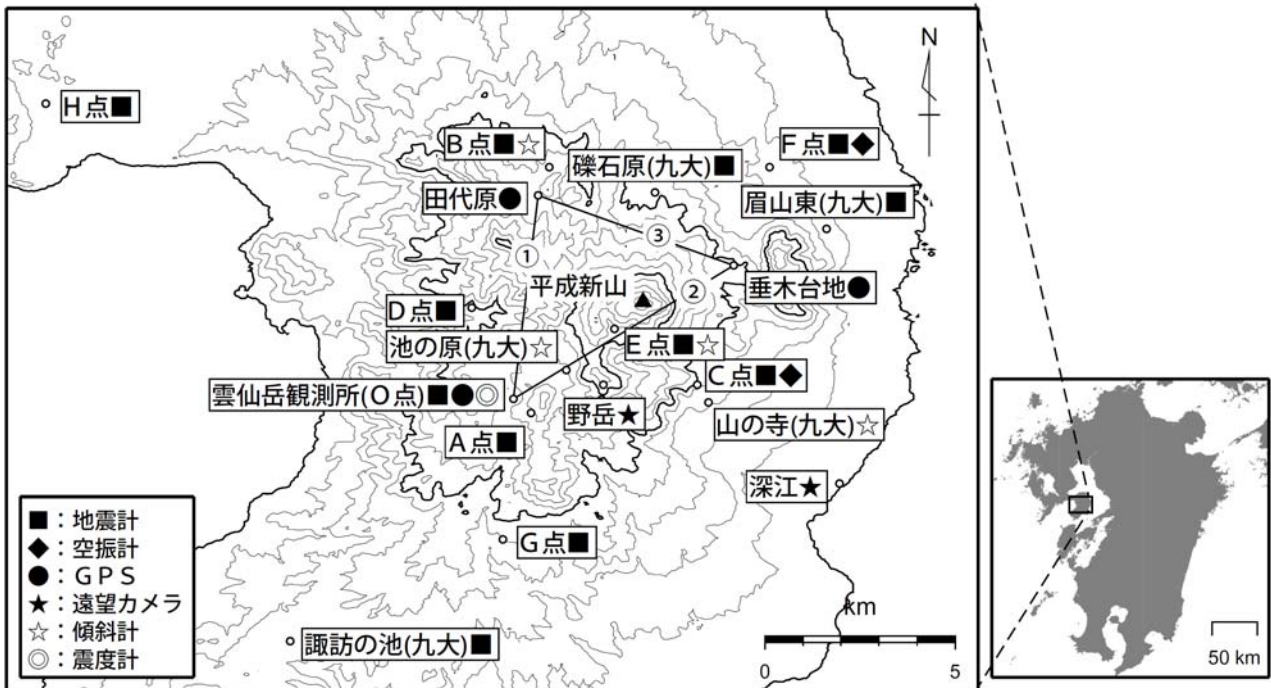 N
H点■
B点■☆
F点■◆
礫石原(九大)■
田代原●
眉山東(九大)■
③
①
平成新山
②
垂木台地●
D点■
池の原(九大)☆
E点■☆
C点■◆
雲仙岳観測所(O点)■●◎
野岳★
山の寺(九大)☆
A点■
深江★
G点■
諏訪の池(九大)■
■：地震計
◆：空振計
●：GPS
★：遠望カメラ
☆：傾斜計
◎：震度計
km
0 5
50 km